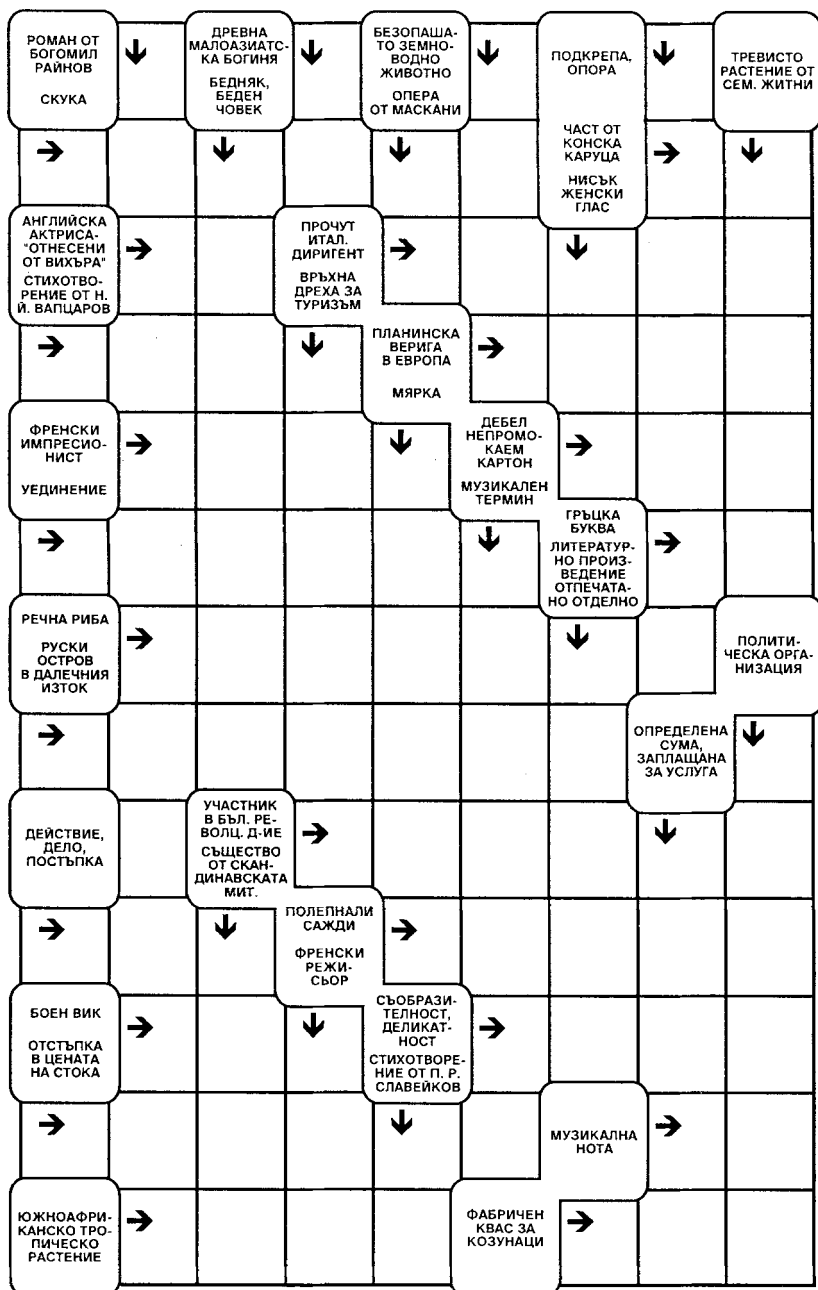 РОМАН ОТ
БОГОМИЛ
РАЙНОВ
СКУКА
ДРЕВНА
МАЛОАЗИАТС-
КА БОГИНЯ
БЕДНЯК,
БЕДЕН
ЧОВЕК
БЕЗОПАША-
ТО ЗЕМНО-
ВОДНО
ЖИВОТНО
ОПЕРА
ОТ МАСКАНИ
ПОДКРЕПА,
ОПОРА
ЧАСТ ОТ
КОНСКА
КАРУЦА
НИСЪК
ЖЕНСКИ
ГЛАС
ТРЕВИСТО
РАСТЕНИЕ ОТ
СЕМ. ЖИТНИ
АНГЛИЙСКА
АКТРИСА-
"ОТНЕСЕНИ
ОТ ВИХЪРА"
СТИХОТВО-
РЕНИЕ ОТ Н.
Й. ВАПЦАРОВ
ПРОЧУТ
ИТАЛ.
ДИРИГЕНТ
ВРЪХНА
ДРЕХА ЗА
ТУРИЗЪМ
ПЛАНИНСКА
ВЕРИГА
В ЕВРОПА
МЯРКА
ФРЕНСКИ
ИМПРЕСИО-
НИСТ
УЕДИНЕНИЕ
ДЕБЕЛ
НЕПРОМО-
КАЕМ
КАРТОН
МУЗИКАЛЕН
ТЕРМИН
ГРЪЦКА
БУКВА
ЛИТЕРАТУР-
НО ПРОИЗ-
ВЕДЕНИЕ
ОТПЕЧАТА-
НО ОТДЕЛНО
РЕЧНА РИБА
РУСКИ
ОСТРОВ
В ДАЛЕЧНИЯ
ИЗТОК
ПОЛИТИ-
ЧЕСКА ОРГА-
НИЗАЦИЯ
ОПРЕДЕЛЕНА
СУМА,
ЗАПЛАЩАНА
ЗА УСЛУГА
ДЕЙСТВИЕ,
ДЕЛО,
ПОСТЪПКА
УЧАСТНИК
В БЪЛ. РЕ-
ВОЛЦ. Д-ИЕ
СЪЩЕСТВО
ОТ СКАН-
ДИНАВСКАТА
МИТ.
ПОЛЕПНАЛИ
САЖДИ
ФРЕНСКИ
РЕЖИ-
СЬОР
БОЕН ВИК
ОТСТЪПКА
В ЦЕНАТА
НА СТОКА
СЪОБРАЗИ-
ТЕЛНОСТ,
ДЕЛИКАТ-
НОСТ
СТИХОТВОРЕ-
НИЕ ОТ П. Р.
СЛАВЕЙКОВ
МУЗИКАЛНА
НОТА
ЮЖНОАФРИ-
КАНСКО ТРО-
ПИЧЕСКО
РАСТЕНИЕ
ФАБРИЧЕН
КВАС ЗА
КОЗУНАЦИ